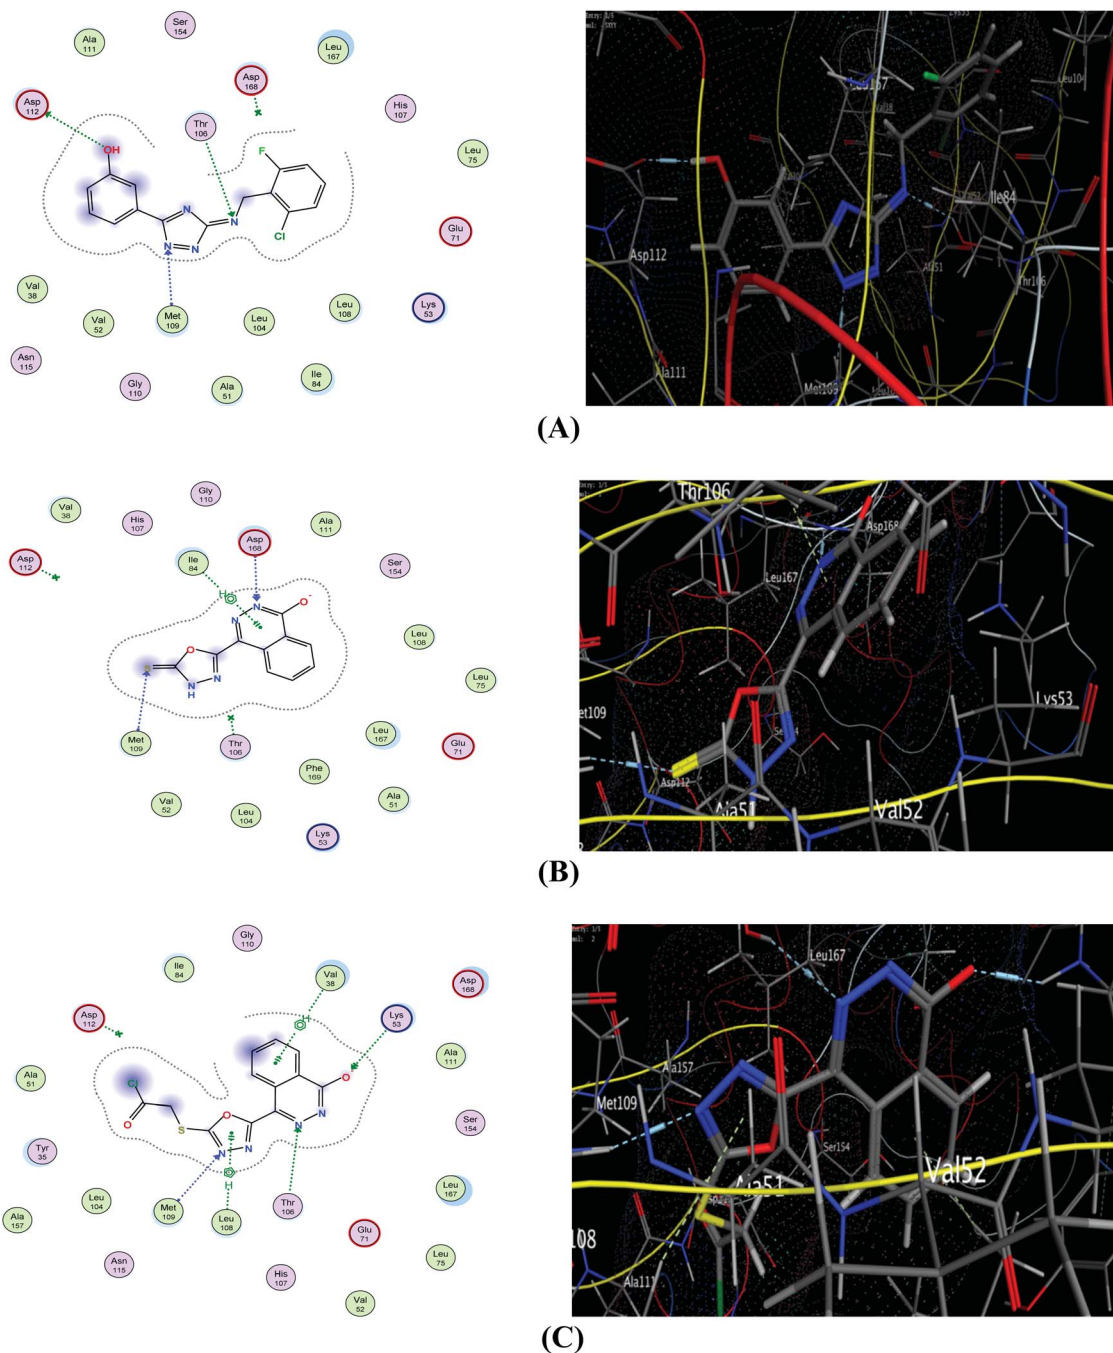 Ser
154
Ala
111
Leu
167
Asp
168
Asp
112
His
107
Thr
106
F
OH
Leu
75
N
N
Cl
N
N
Glu
71
Val
38
Val
52
Met
109
Leu
104
Leu
108
Lys
53
Asn
115
Gly
110
Ala
51
Ile
84
Leu167
Leu104
Ile84
Asp112
Ala51
Thr106
Ala111
Met109
(A)
Gly
110
Val
38
His
107
Ala
111
Asp
112
Asp
168
Ile
84
Ser
154
H
N
O-
N
Leu
108
O
S
N
N
H
Leu
75
Met
109
Thr
106
Leu
167
Glu
71
Phe
169
Val
52
Leu
104
Ala
51
Lys
53
Thr106
Asp168
Leu167
Lys53
et109
Asp112
Ala51
Val52
(B)
Gly
110
Ile
84
Val
38
Asp
168
Asp
112
H
Lys
53
Ala
111
Ala
51
Cl
O
O
N
N
O
S
N
N
Ser
154
Tyr
35
H
Leu
104
Met
109
Leu
108
Thr
106
Leu
167
Ala
157
Glu
71
Asn
115
His
107
Leu
75
Val
52
Leu167
Ala157
Met109
Ser154
Val52
Ala51
108
Ala111
(C)